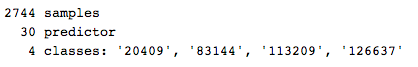 2744 samples
30 predictor
4 classes: '20409', '83144', '113209', '126637'